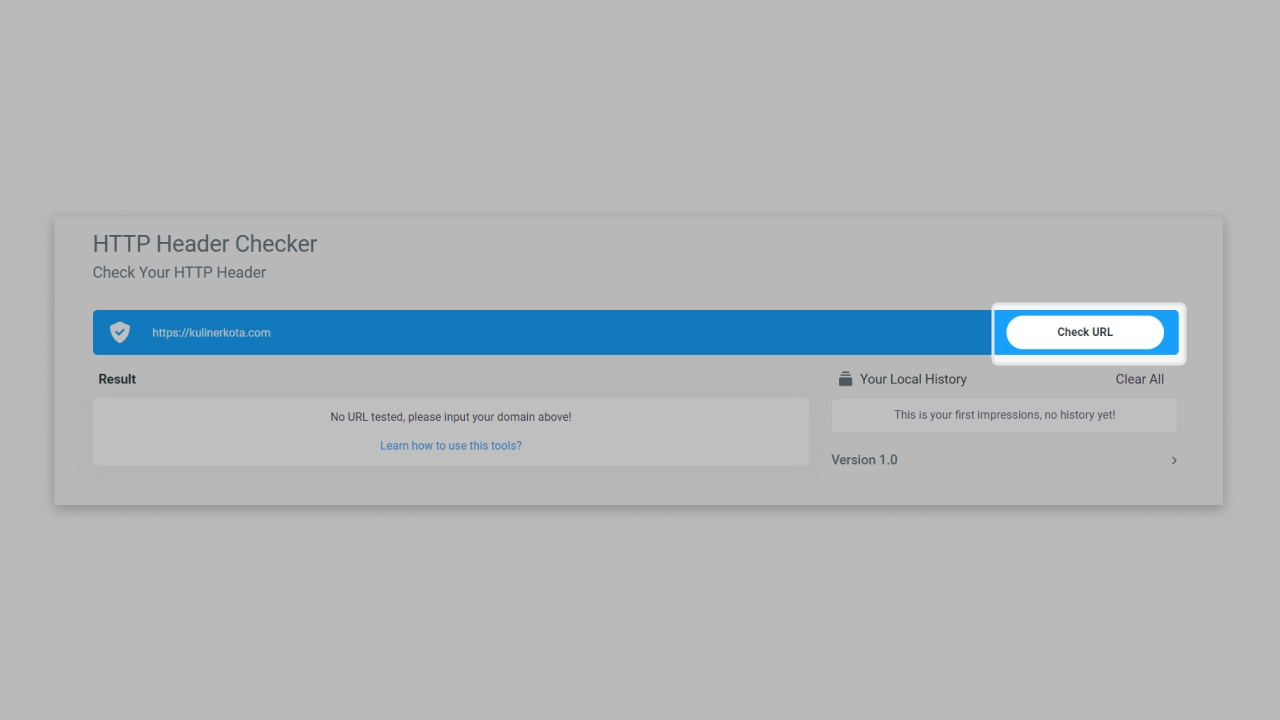 HTTP Header Checker
Check Your HTTP Header
https://kulinerkota.com
Check URL
Result
No URL tested, please input your domain above!
Learn how to use this tools?
Your Local History
Clear All
This is your first impressions, no history yet!
Version 1.0